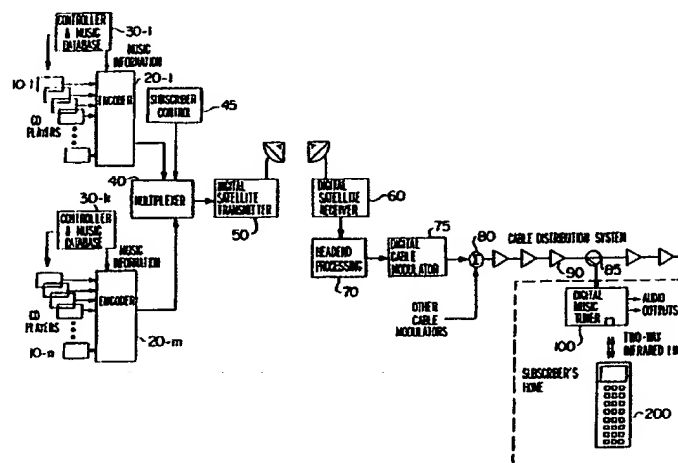 CONTROLLER
& MUSIC
DATABASE
30-1
MUSIC
INFORMATION
10-1
20-1
ENCODER
CD
PLAYERS
SUBSCRIBER
CONTROL
45
40
MULTIPLEXER
DIGITAL
SATELLITE
TRANSMITTER
50
DIGITAL
SATELLITE
RECEIVER
60
HEADEND
PROCESSING
70
75
DIGITAL
CABLE
MODULATOR
80
CABLE DISTRIBUTION SYSTEM
90
85
OTHER
CABLE
MODULATORS
DIGITAL
MUSIC
TUNER
100
AUDIO
OUTPUTS
TWO-WAY
INFRARED
SUBSCRIBER'S
HOME
200
30-k
CONTROLLER
& MUSIC
DATABASE
MUSIC
INFORMATION
ENCODER
CD
PLAYERS
10-n
20-m